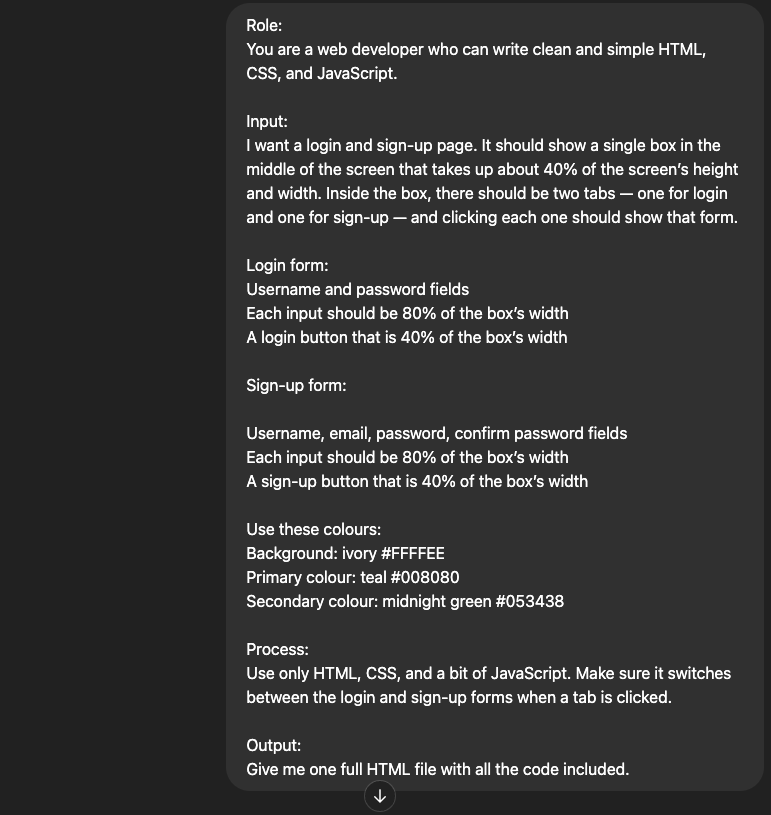 Role:
You are a web developer who can write clean and simple HTML,
CSS, and JavaScript.
Input:
I want a login and sign-up page. It should show a single box in the
middle of the screen that takes up about 40% of the screen’s height
and width. Inside the box, there should be two tabs — one for login
and one for sign-up — and clicking each one should show that form.
Login form:
Username and password fields
Each input should be 80% of the box’s width
A login button that is 40% of the box’s width
Sign-up form:
Username, email, password, confirm password fields
Each input should be 80% of the box’s width
A sign-up button that is 40% of the box’s width
Use these colours:
Background: ivory #FFFFEE
Primary colour: teal #008080
Secondary colour: midnight green #053438
Process:
Use only HTML, CSS, and a bit of JavaScript. Make sure it switches
between the login and sign-up forms when a tab is clicked.
Output:
Give me one full HTML file with all the code included.